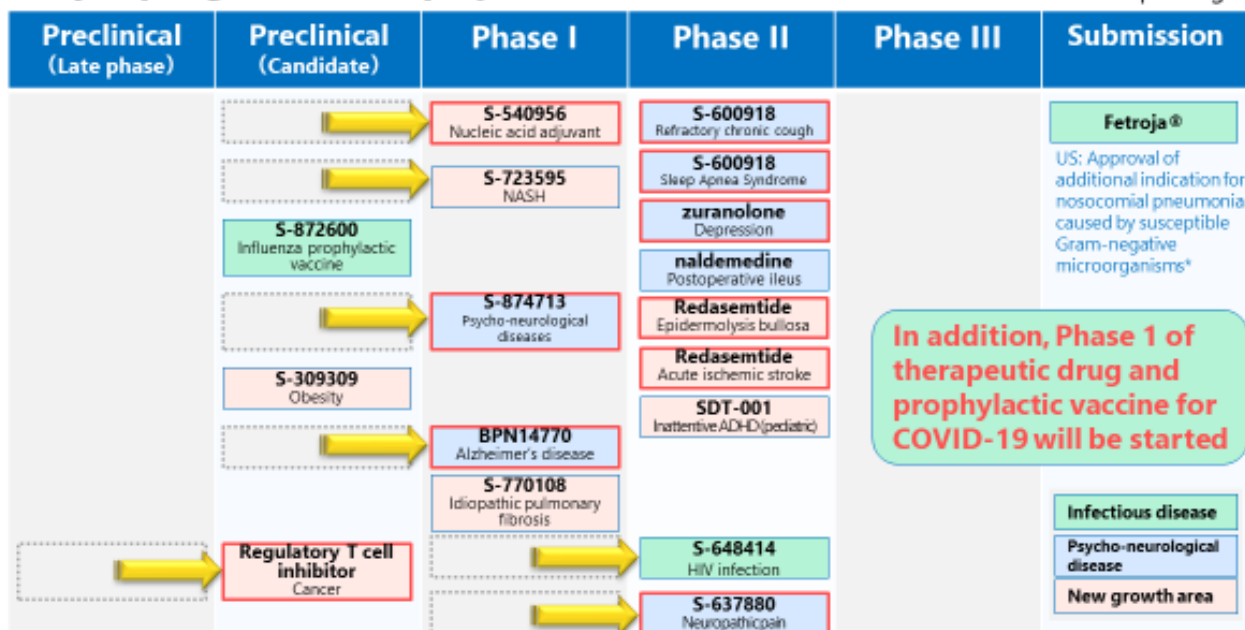 Preclinical
(Late phase)
Preclinical
(Candidate)
Phase I
Phase II
Phase III
Submission
S-540956
Nucleic acid adjuvant
S-600918
Refractory chronic cough
Fetroja®
S-723595
NASH
S-600918
Sleep Apnea Syndrome
US: Approval of
additional indication for
nosocomial pneumonia
caused by susceptible
Gram-negative
microorganisms*
S-872600
Influenza prophylactic
vaccine
zuranolone
Depression
naldemedine
Postoperative ileus
S-874713
Psycho-neurological
diseases
Redasemtide
Epidermolysis bullosa
In addition, Phase 1 of
therapeutic drug and
prophylactic vaccine for
COVID-19 will be started
S-309309
Obesity
Redasemtide
Acute ischemic stroke
SDT-001
Inattentive ADHD(pediatric)
BPN14770
Alzheimer's disease
S-770108
Idiopathic pulmonary
fibrosis
Regulatory T cell
inhibitor
Cancer
S-648414
HIV infection
S-637880
Neuropathicpain
Infectious disease
Psycho-neurological
disease
New growth area